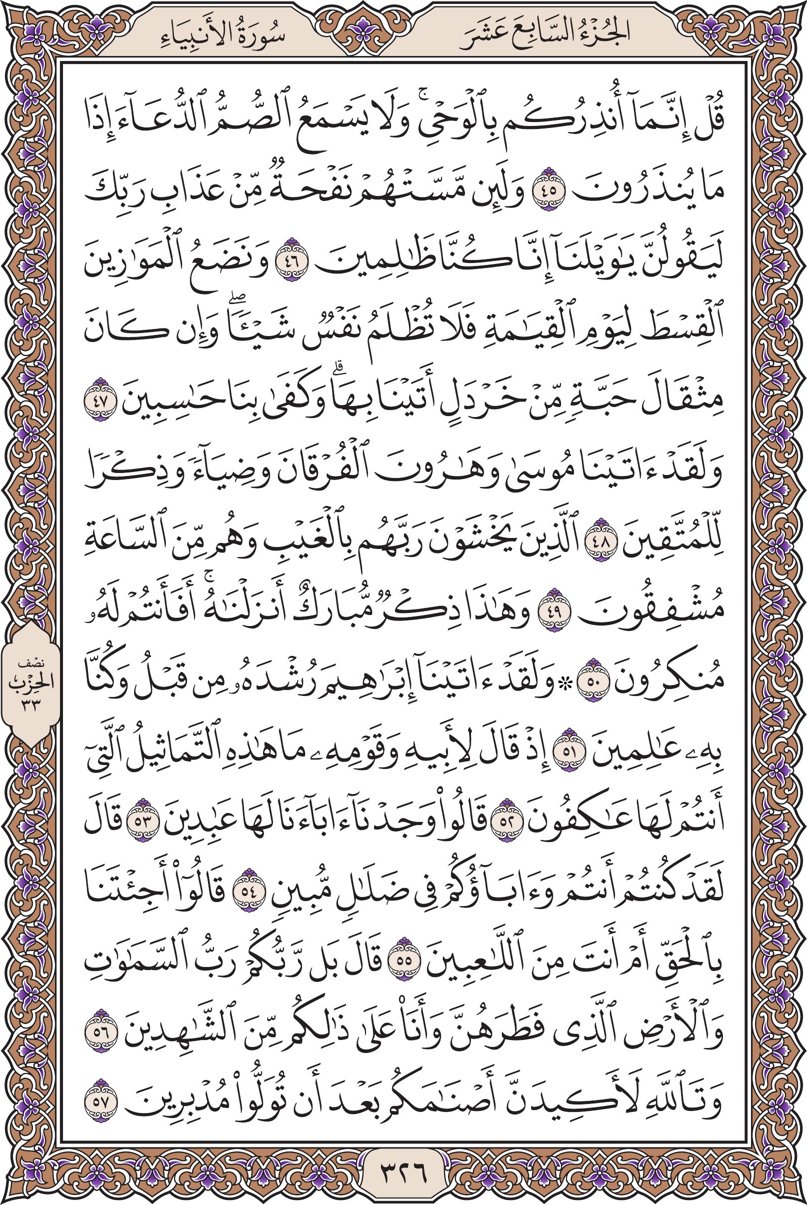 الجُزْءُ السَّابِعَ عَشَرَ
سُورَةُ الأَنبِيَاءِ
قُلْ إِنَّمَآ أُنذِرُكُم بِٱلْوَحْيِۚ وَلَا يَسْمَعُ ٱلصُّمُّ ٱلدُّعَآءَ إِذَا
مَا يُنذَرُونَ ٤٥ وَلَئِن مَّسَّتْهُمْ نَفْحَةٌ مِّنْ عَذَابِ رَبِّكَ
لَيَقُولُنَّ يَٰوَيْلَنَآ إِنَّا كُنَّا ظَٰلِمِينَ ٤٦ وَنَضَعُ ٱلْمَوَٰزِينَ
ٱلْقِسْطَ لِيَوْمِ ٱلْقِيَٰمَةِ فَلَا تُظْلَمُ نَفْسٌ شَيْـًٔاۖ وَإِن كَانَ
مِثْقَالَ حَبَّةٍ مِّنْ خَرْدَلٍ أَتَيْنَا بِهَاۗ وَكَفَىٰ بِنَا حَٰسِبِينَ ٤٧
وَلَقَدْ ءَاتَيْنَا مُوسَىٰ وَهَٰرُونَ ٱلْفُرْقَانَ وَضِيَآءً وَذِكْرًا
لِّلْمُتَّقِينَ ٤٨ ٱلَّذِينَ يَخْشَوْنَ رَبَّهُم بِٱلْغَيْبِ وَهُم مِّنَ ٱلسَّاعَةِ
مُشْفِقُونَ ٤٩ وَهَٰذَا ذِكْرٌ مُّبَارَكٌ أَنزَلْنَٰهُۚ أَفَأَنتُمْ لَهُۥ
مُنكِرُونَ ٥٠ ۞ وَلَقَدْ ءَاتَيْنَآ إِبْرَٰهِيمَ رُشْدَهُۥ مِن قَبْلُ وَكُنَّا
بِهِۦ عَٰلِمِينَ ٥١ إِذْ قَالَ لِأَبِيهِ وَقَوْمِهِۦ مَا هَٰذِهِ ٱلتَّمَاثِيلُ ٱلَّتِىٓ
أَنتُمْ لَهَا عَٰكِفُونَ ٥٢ قَالُوا۟ وَجَدْنَآ ءَابَآءَنَا لَهَا عَٰبِدِينَ ٥٣ قَالَ
لَقَدْ كُنتُمْ أَنتُمْ وَءَابَآؤُكُمْ فِى ضَلَٰلٍ مُّبِينٍ ٥٤ قَالُوٓا۟ أَجِئْتَنَا
بِٱلْحَقِّ أَمْ أَنتَ مِنَ ٱللَّٰعِبِينَ ٥٥ قَالَ بَل رَّبُّكُمْ رَبُّ ٱلسَّمَٰوَٰتِ
وَٱلْأَرْضِ ٱلَّذِى فَطَرَهُنَّ وَأَنَا۠ عَلَىٰ ذَٰلِكُم مِّنَ ٱلشَّٰهِدِينَ ٥٦
وَتَٱللَّهِ لَأَكِيدَنَّ أَصْنَٰمَكُم بَعْدَ أَن تُوَلُّوا۟ مُدْبِرِينَ ٥٧
نصف
الحزب
٣٣
٣٢٦